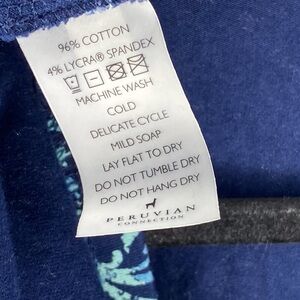 96% COTTON
4% LYCRA® SPANDEX
MACHINE WASH
COLD
DELICATE CYCLE
MILD SOAP
LAY FLAT TO DRY
DO NOT TUMBLE DRY
DO NOT HANG DRY
PERUVIAN
CONNECTION